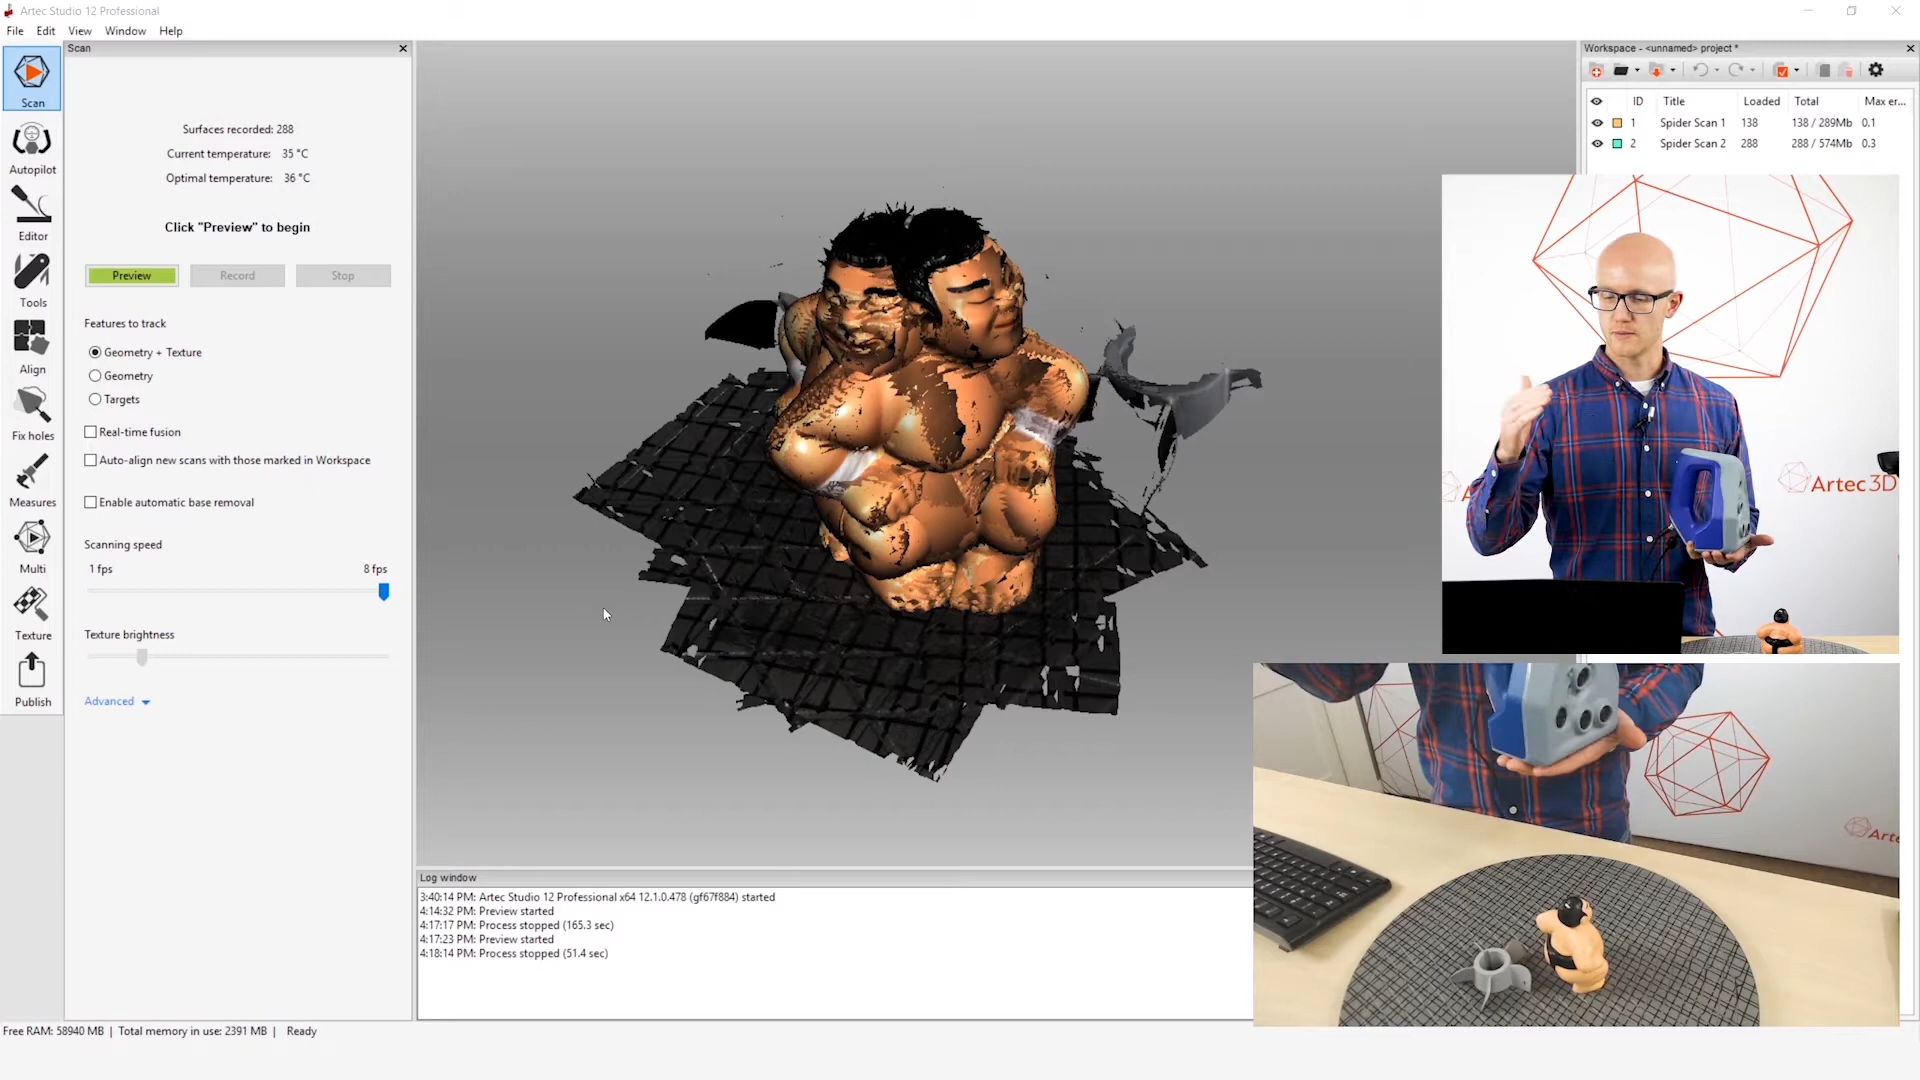 Artec Studio 12 Professional
File Edit View Window Help
Scan
Scan
Autopilot
Editor
Tools
Align
Fix holes
Measures
Multi
Texture
Publish
Surfaces recorded: 288
Current temperature: 35 °C
Optimal temperature: 36 °C
Click "Preview" to begin
Preview Record Stop
Features to track
Geometry + Texture
Geometry
Targets
Real-time fusion
Auto-align new scans with those marked in Workspace
Enable automatic base removal
Scanning speed
1 fps 8 fps
Texture brightness
Advanced
Workspace - <unnamed> project *
ID Title Loaded Total Max er...
1 Spider Scan 1 138 138 / 289Mb 0.1
2 Spider Scan 2 288 288 / 574Mb 0.3
Artec3D
Log window
3:40:14 PM: Artec Studio 12 Professional x64 12.1.0.478 (gf67f884) started
4:14:32 PM: Preview started
4:17:17 PM: Process stopped (165.3 sec)
4:17:23 PM: Preview started
4:18:14 PM: Process stopped (51.4 sec)
Free RAM: 58940 MB | Total memory in use: 2391 MB | Ready